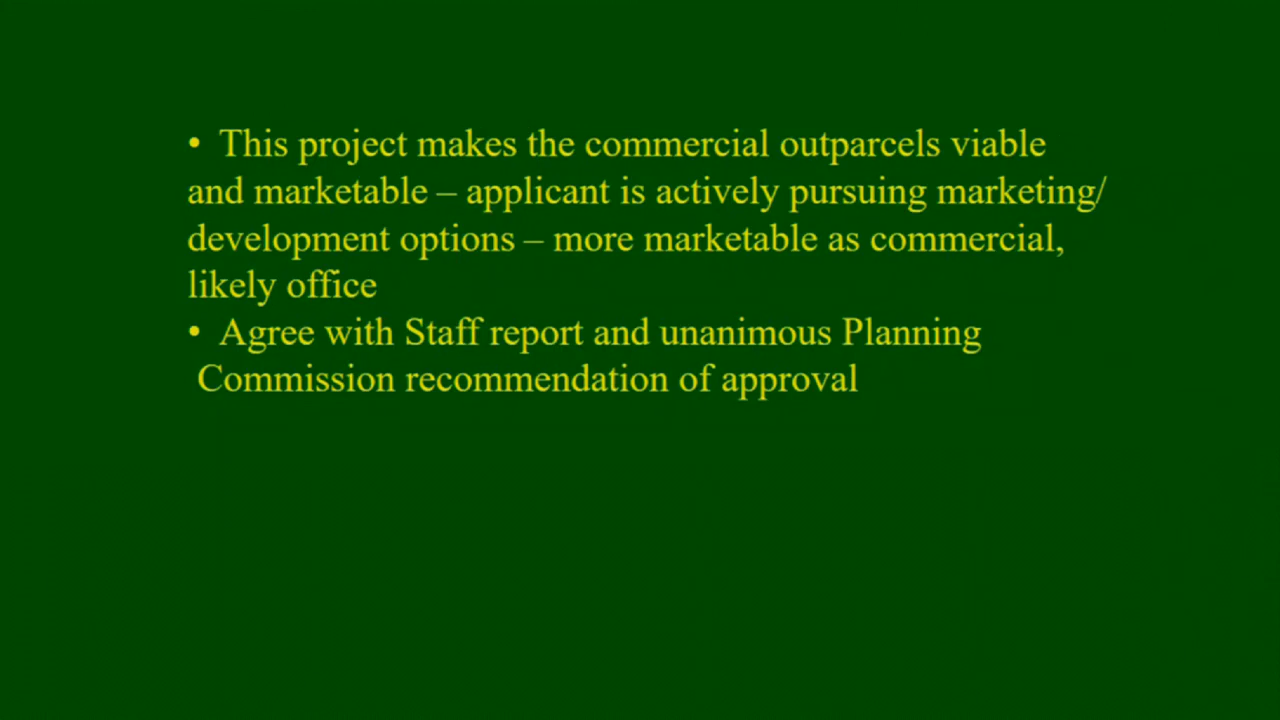 • This project makes the commercial outparcels viable
and marketable – applicant is actively pursuing marketing/
development options – more marketable as commercial,
likely office
• Agree with Staff report and unanimous Planning
Commission recommendation of approval